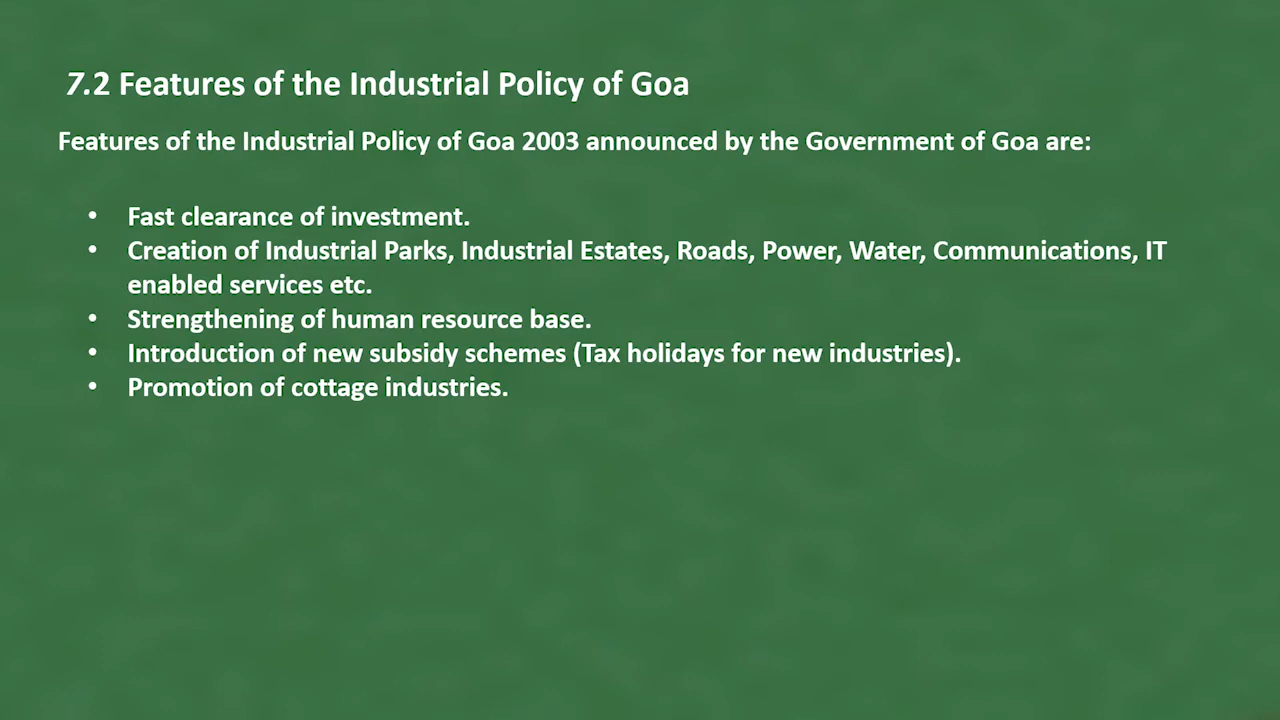 7.2 Features of the Industrial Policy of Goa
Features of the Industrial Policy of Goa 2003 announced by the Government of Goa are:
• Fast clearance of investment.
• Creation of Industrial Parks, Industrial Estates, Roads, Power, Water, Communications, IT
enabled services etc.
• Strengthening of human resource base.
• Introduction of new subsidy schemes (Tax holidays for new industries).
• Promotion of cottage industries.